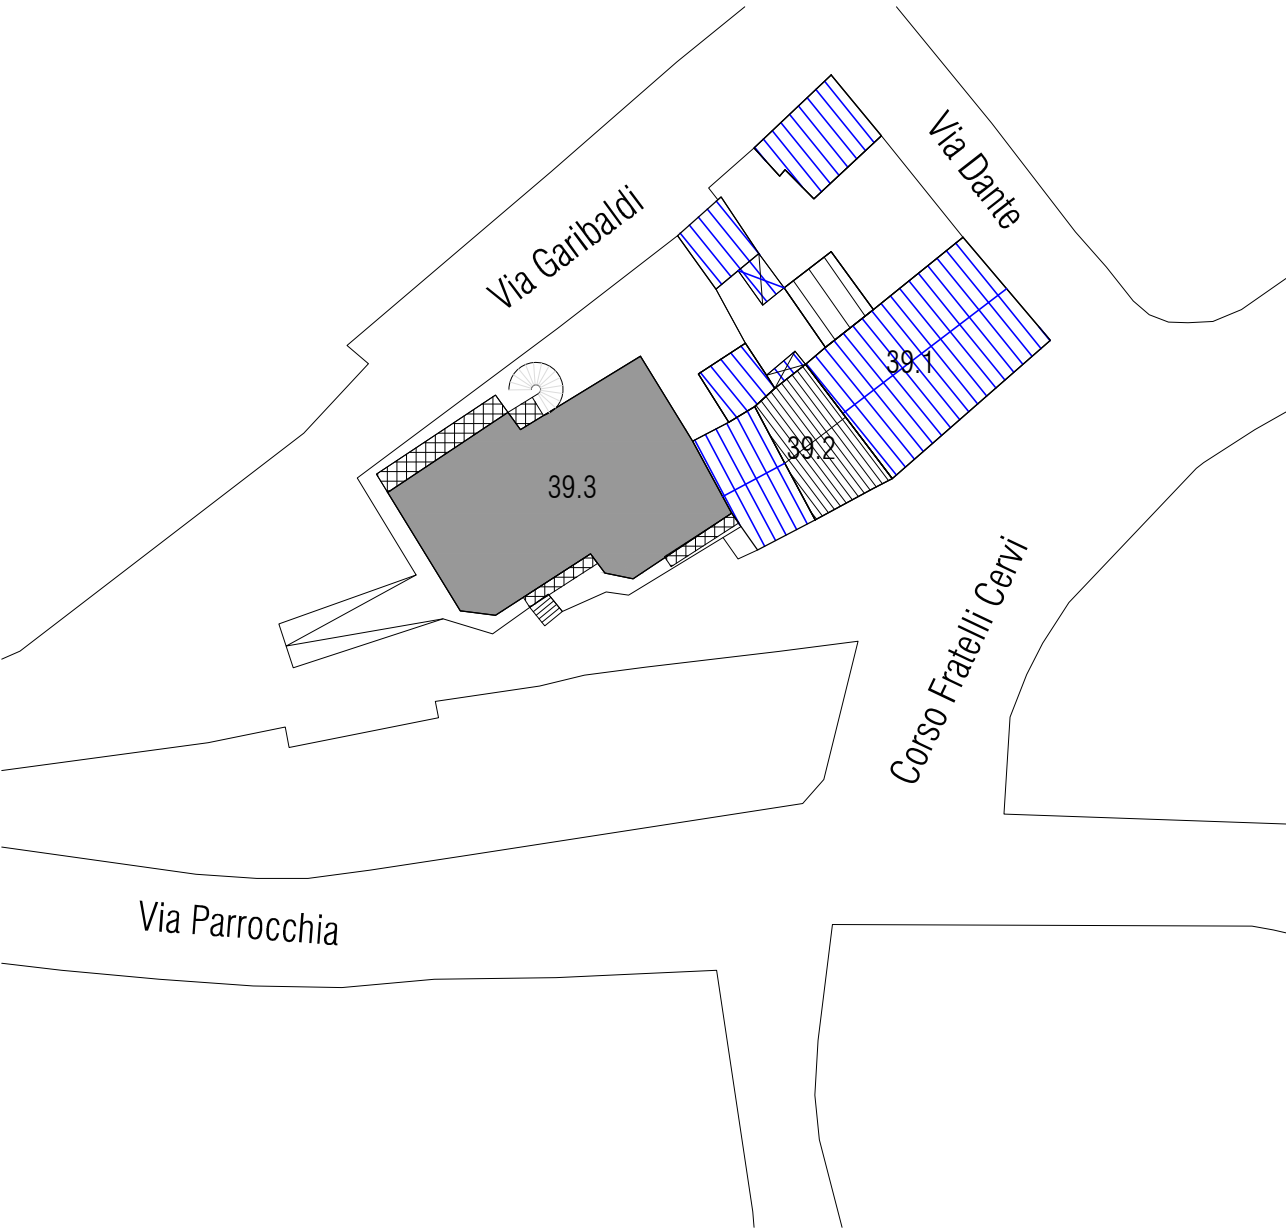 Via Dante
Via Garibaldi
39.1
39.2
39.3
Corso Fratelli Cervi
Via Parrocchia